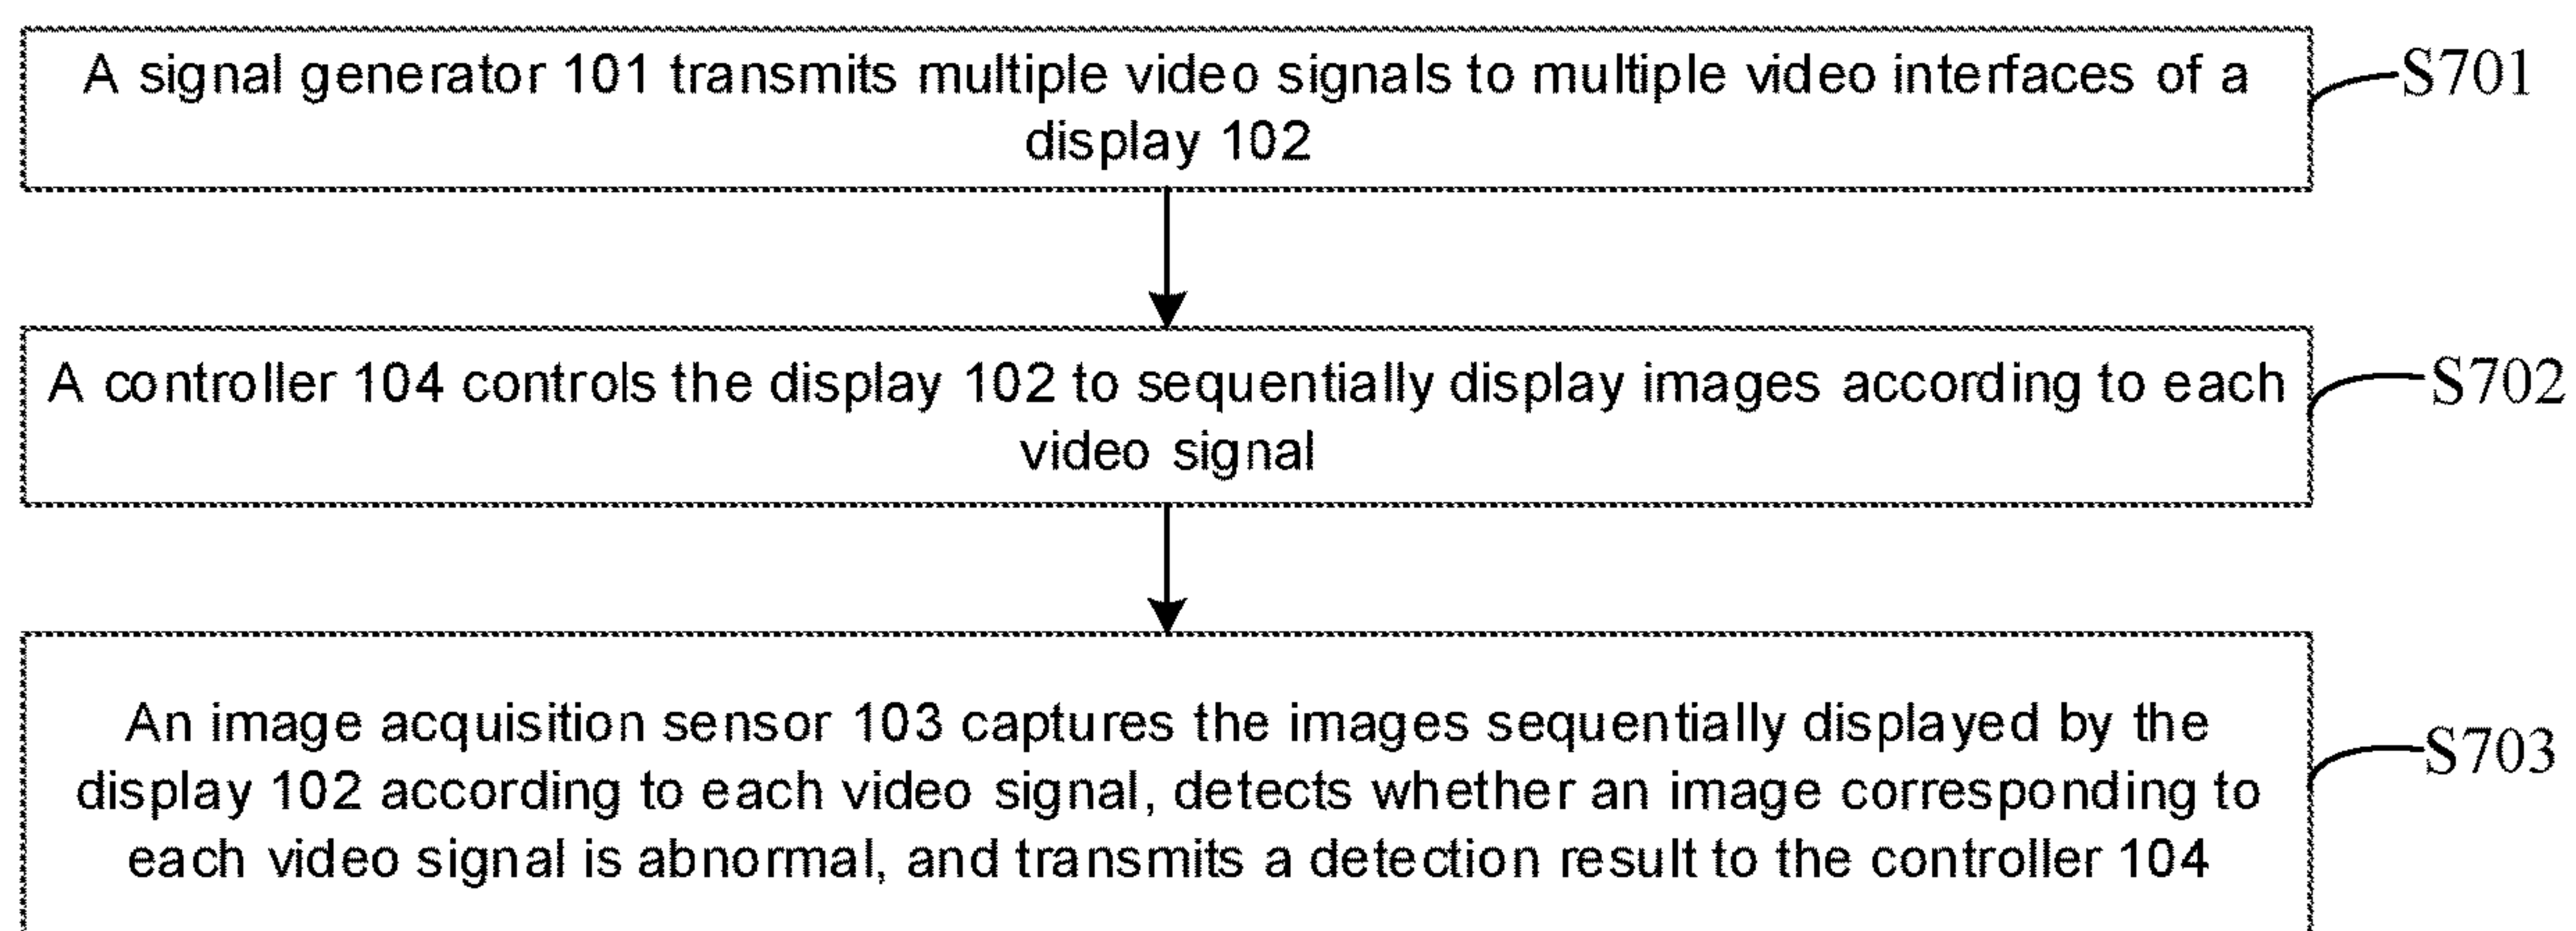 A signal generator 101 transmits multiple video signals to multiple video interfaces of a
display 102
S701
A controller 104 controls the display 102 to sequentially display images according to each
video signal
S702
An image acquisition sensor 103 captures the images sequentially displayed by the
display 102 according to each video signal, detects whether an image corresponding to
each video signal is abnormal, and transmits a detection result to the controller 104
S703